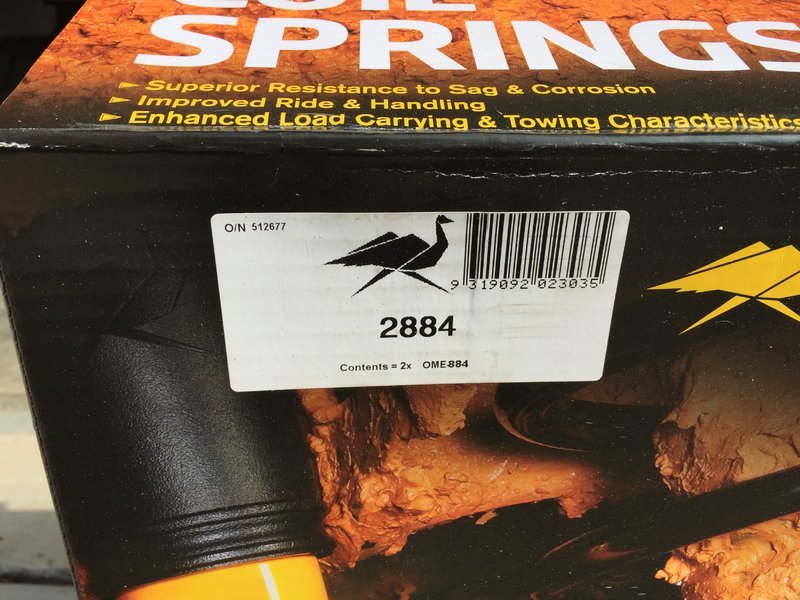 COIL
SPRINGS
Superior Resistance to Sag & Corrosion
Improved Ride & Handling
Enhanced Load Carrying & Towing Characteristics
O/N 512677
9 319092 023035
2884
Contents = 2x OME884